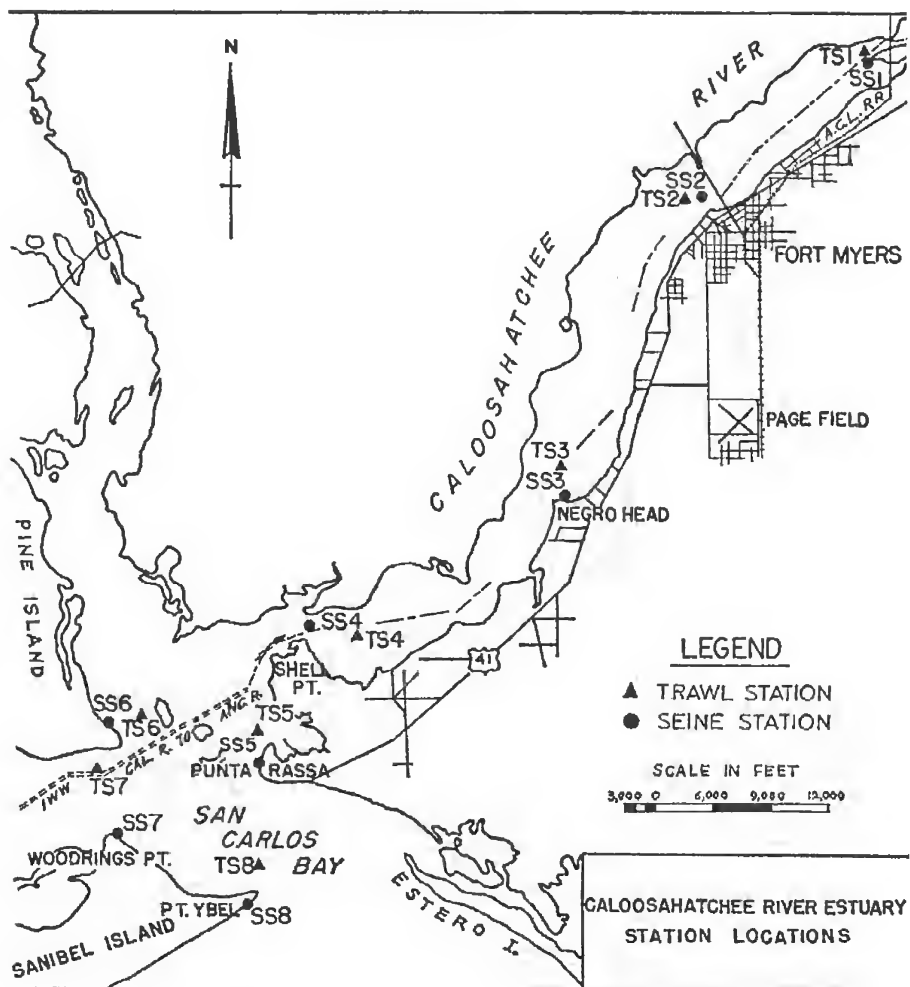 N
RIVER
TS1
SS1
A.C.L. RR.
SS2
TS2
FORT MYERS
CALOOSAHATCHEE
PAGE FIELD
TS3
SS3
NEGRO HEAD
PINE ISLAND
SS4
TS4
SHELL PT.
41
LEGEND
TRAWL STATION
SEINE STATION
SCALE IN FEET
3,000 0 6,000 9,000 12,000
SS6
TS6
TS5
SS5
CAL. R. TO ANG. R.
IWW
TS7
PUNTA RASSA
SAN
CARLOS
BAY
SS7
WOODRINGS PT.
TS8
PT. YBEL
SS8
SANIBEL ISLAND
ESTERO I.
CALOOSAHATCHEE RIVER ESTUARY
STATION LOCATIONS